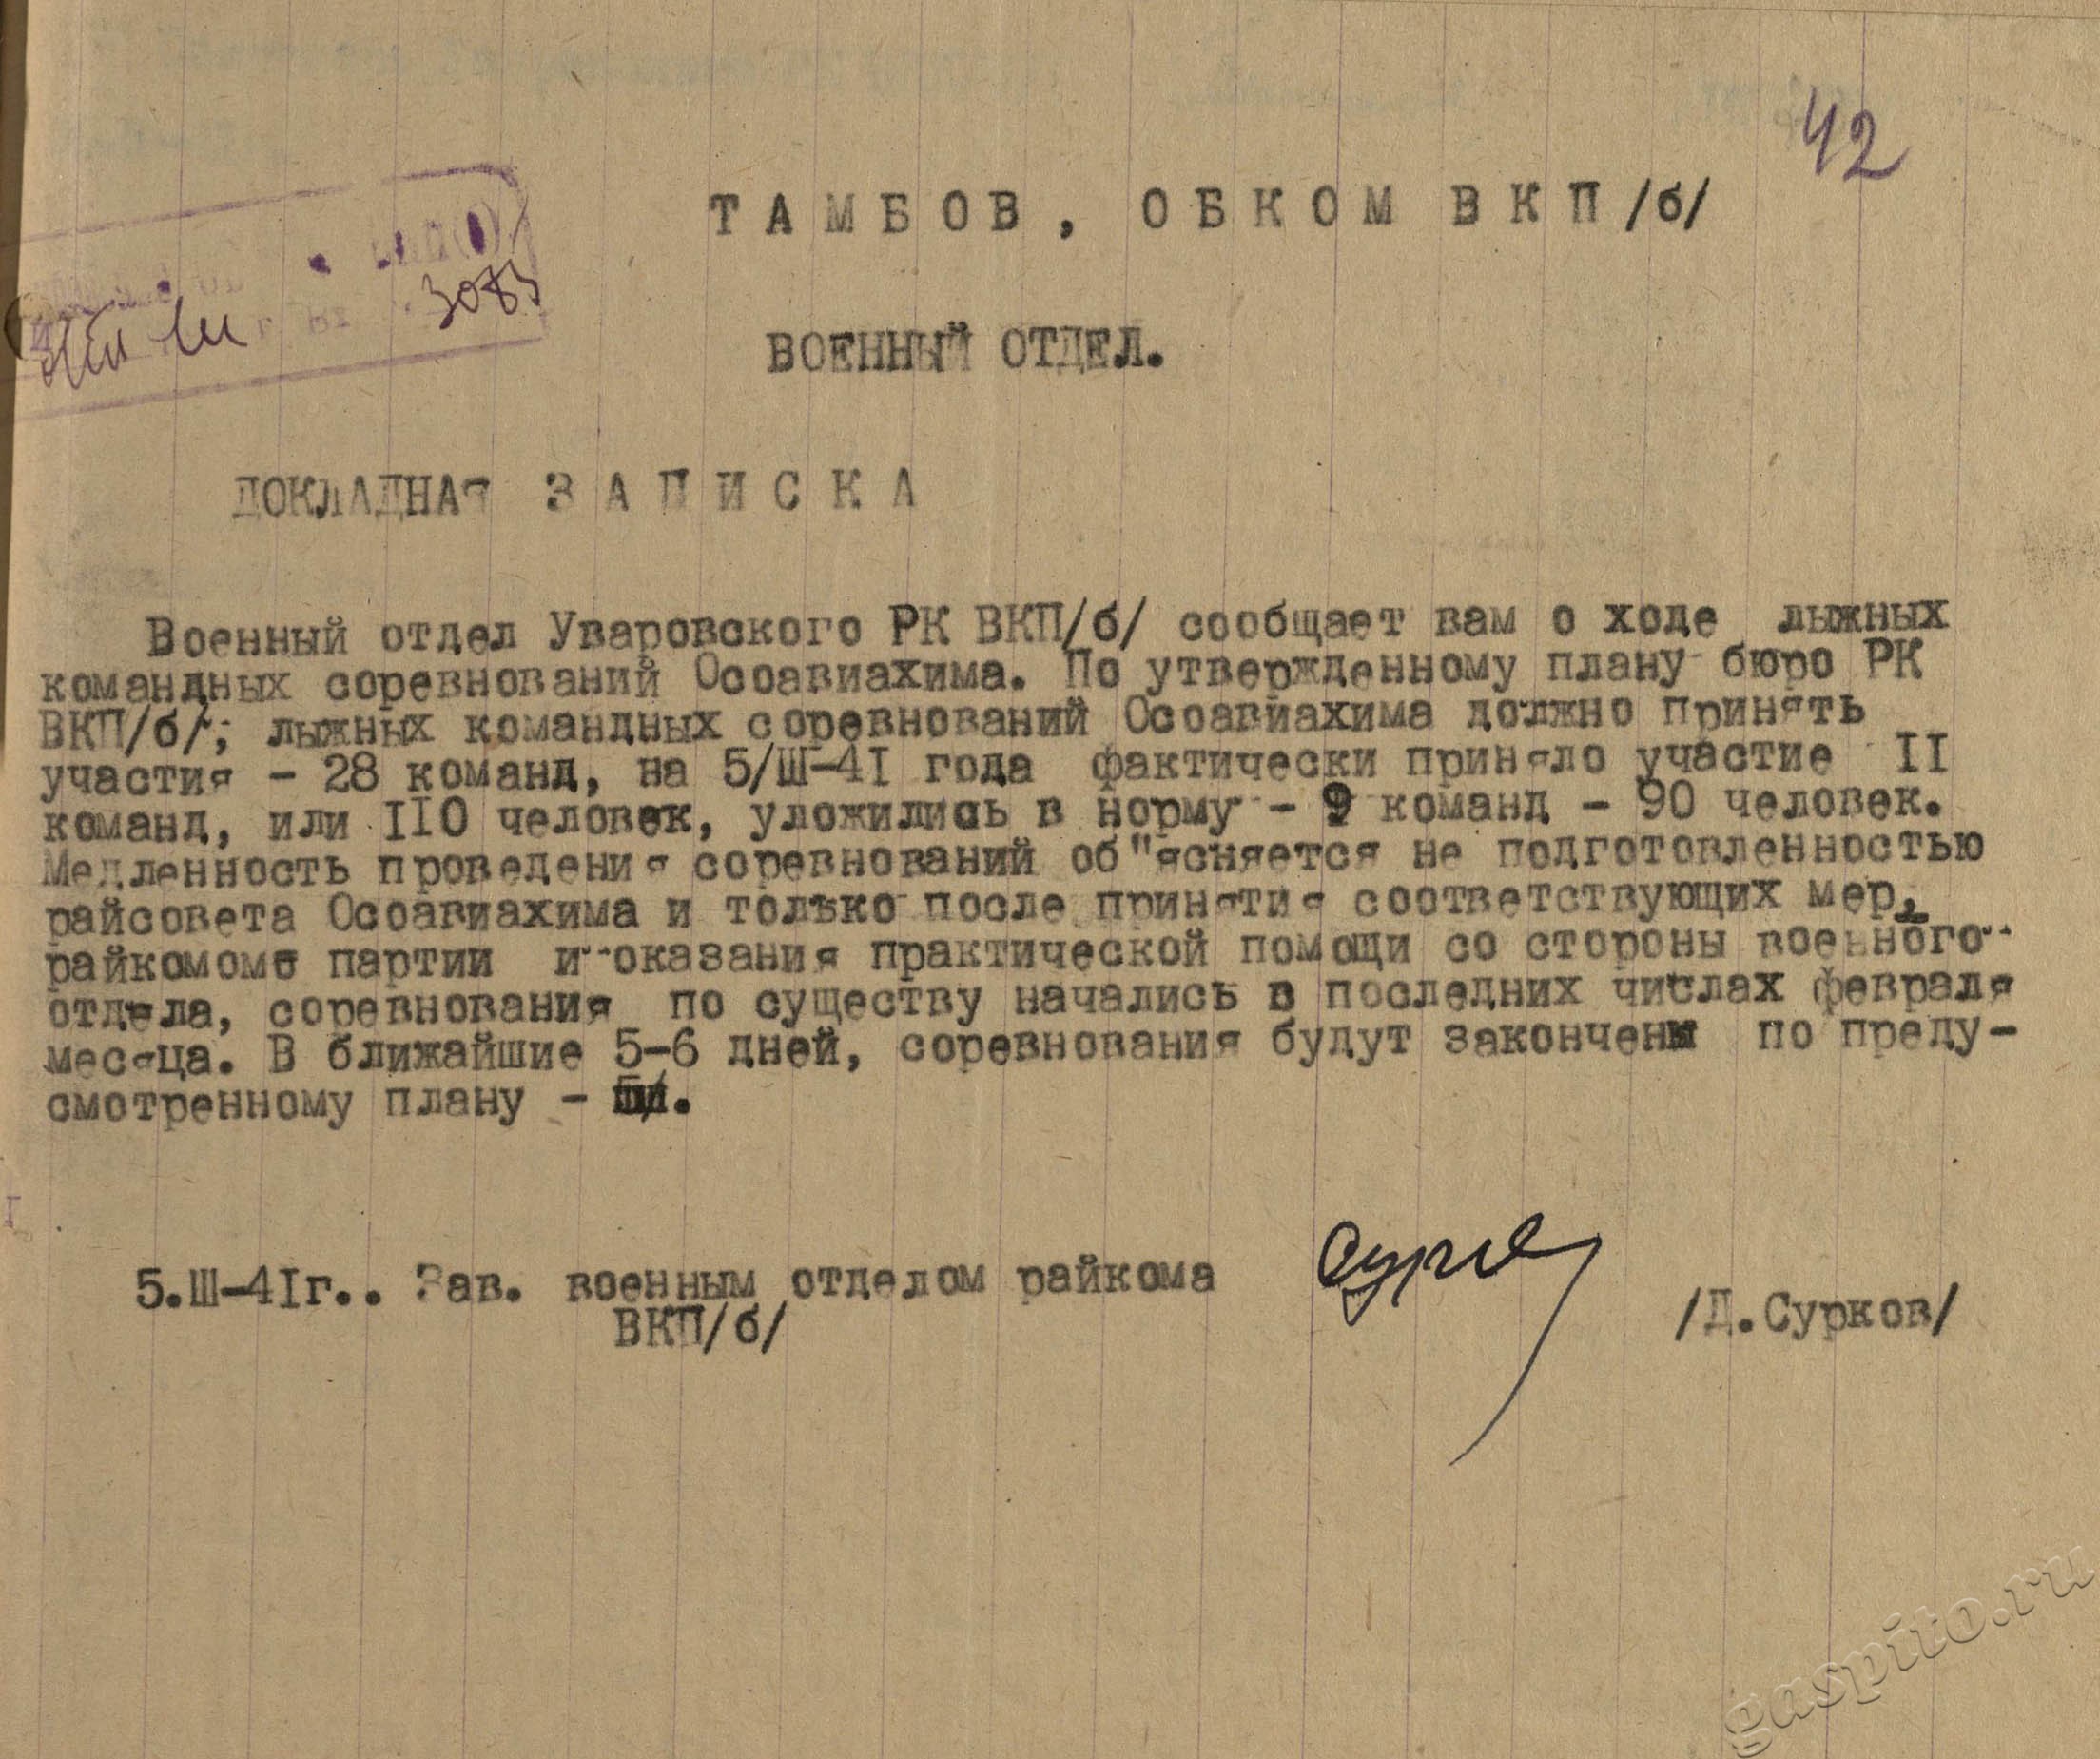 42
ТАМБОВ, ОБКОМ ВКП/б/
3083
ВОЕННЫЙ ОТДЕЛ.
ДОКЛАДНАЯ ЗАПИСКА
Военный отдел Уваровского РК ВКП/б/ сообщает вам о ходе лыжных
командных соревнований Осоавиахима. По утвержденному плану бюро РК
ВКП/б/; лыжных командных соревнований Осоавиахима должно принять
участия - 28 команд, на 5/Ш-4I года фактически приняло участие II
команд, или IIO человек, уложились в норму - 9 команд - 90 человек.
Медленность проведения соревнований об"ясняется не подготовленностью
райсовета Осоавиахима и только после принятия соответствующих мер,
райкомом партии и оказания практической помощи со стороны военного
отдела, соревнования по существу начались в последних числах февраля
месяца. В ближайшие 5-6 дней, соревнования будут закончены по преду-
смотренному плану -
5.Ш-4Iг.. Зав. военным отделом райкома
ВКП/б/
/Д.Сурков/
gaspito.ru